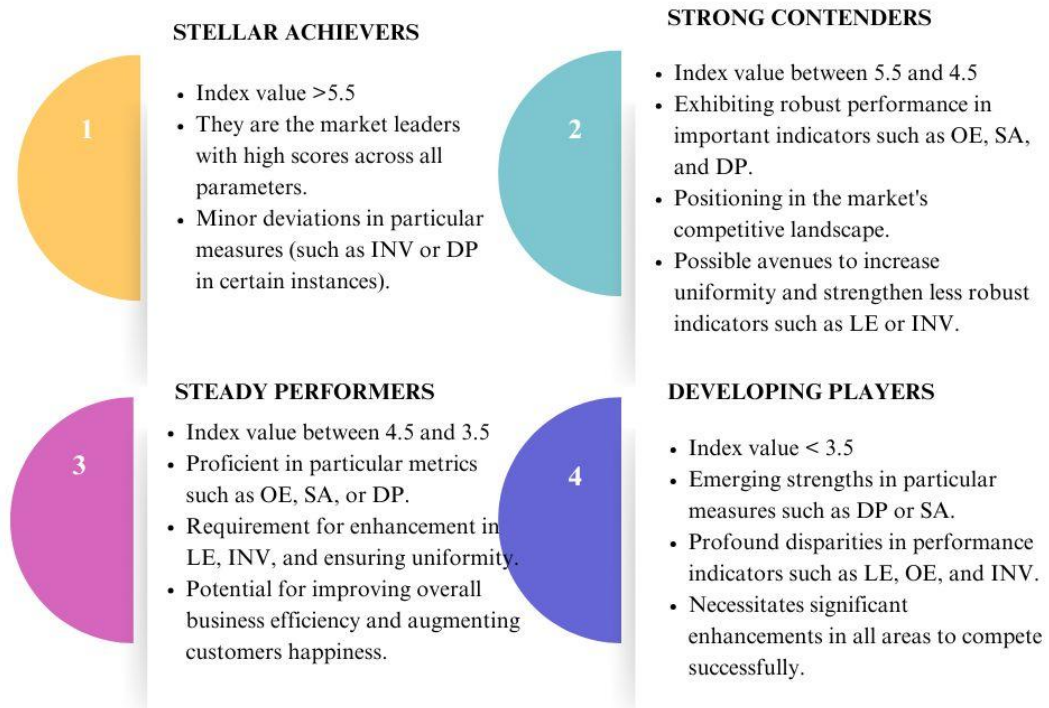 STELLAR ACHIEVERS
1
• Index value >5.5
• They are the market leaders
with high scores across all
parameters.
• Minor deviations in particular
measures (such as INV or DP
in certain instances).
STRONG CONTENDERS
2
• Index value between 5.5 and 4.5
• Exhibiting robust performance in
important indicators such as OE, SA,
and DP.
• Positioning in the market's
competitive landscape.
• Possible avenues to increase
uniformity and strengthen less robust
indicators such as LE or INV.
STEADY PERFORMERS
3
• Index value between 4.5 and 3.5
• Proficient in particular metrics
such as OE, SA, or DP.
• Requirement for enhancement in
LE, INV, and ensuring uniformity.
• Potential for improving overall
business efficiency and augmenting
customers happiness.
DEVELOPING PLAYERS
4
• Index value < 3.5
• Emerging strengths in particular
measures such as DP or SA.
• Profound disparities in performance
indicators such as LE, OE, and INV.
• Necessitates significant
enhancements in all areas to compete
successfully.